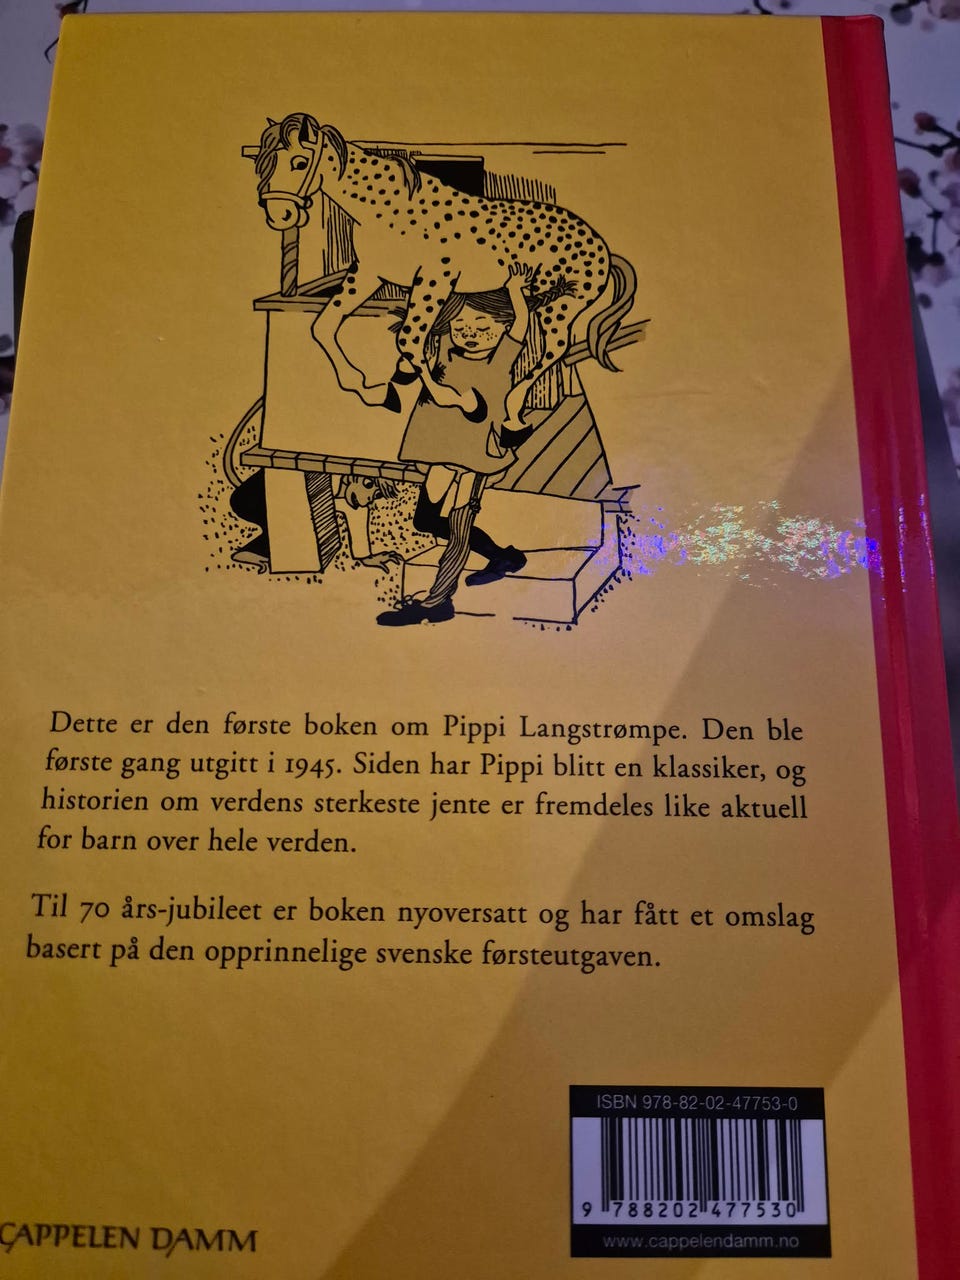 Dette er den første boken om Pippi Langstrømpe. Den ble
første gang utgitt i 1945. Siden har Pippi blitt en klassiker, og
historien om verdens sterkeste jente er fremdeles like aktuell
for barn over hele verden.
Til 70 års-jubileet er boken nyoversatt og har fått et omslag
basert på den opprinnelige svenske førsteutgaven.
ISBN 978-82-02-47753-0
9 788202 477530
www.cappelendamm.no
CAPPELEN DAMM